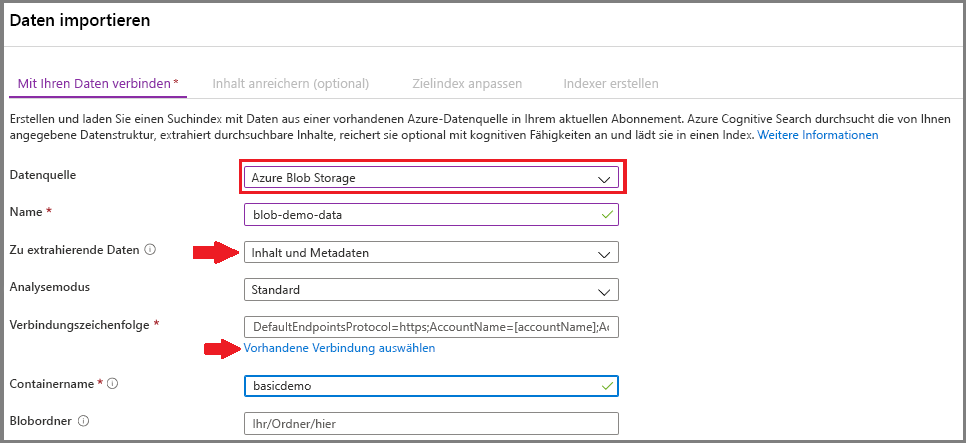 Daten importieren
Mit Ihren Daten verbinden *
Inhalt anreichern (optional)
Zielindex anpassen
Indexer erstellen
Erstellen und laden Sie einen Suchindex mit Daten aus einer vorhandenen Azure-Datenquelle in Ihrem aktuellen Abonnement. Azure Cognitive Search durchsucht die von Ihnen
angegebene Datenstruktur, extrahiert durchsuchbare Inhalte, reichert sie optional mit kognitiven Fähigkeiten an und lädt sie in einen Index. Weitere Informationen
Datenquelle
Azure Blob Storage
Name *
blob-demo-data
Zu extrahierende Daten
Inhalt und Metadaten
Analysemodus
Standard
Verbindungszeichenfolge *
DefaultEndpointsProtocol=https;AccountName=[accountName];Ac
Vorhandene Verbindung auswählen
Containername *
basicdemo
Blobordner
Ihr/Ordner/hier